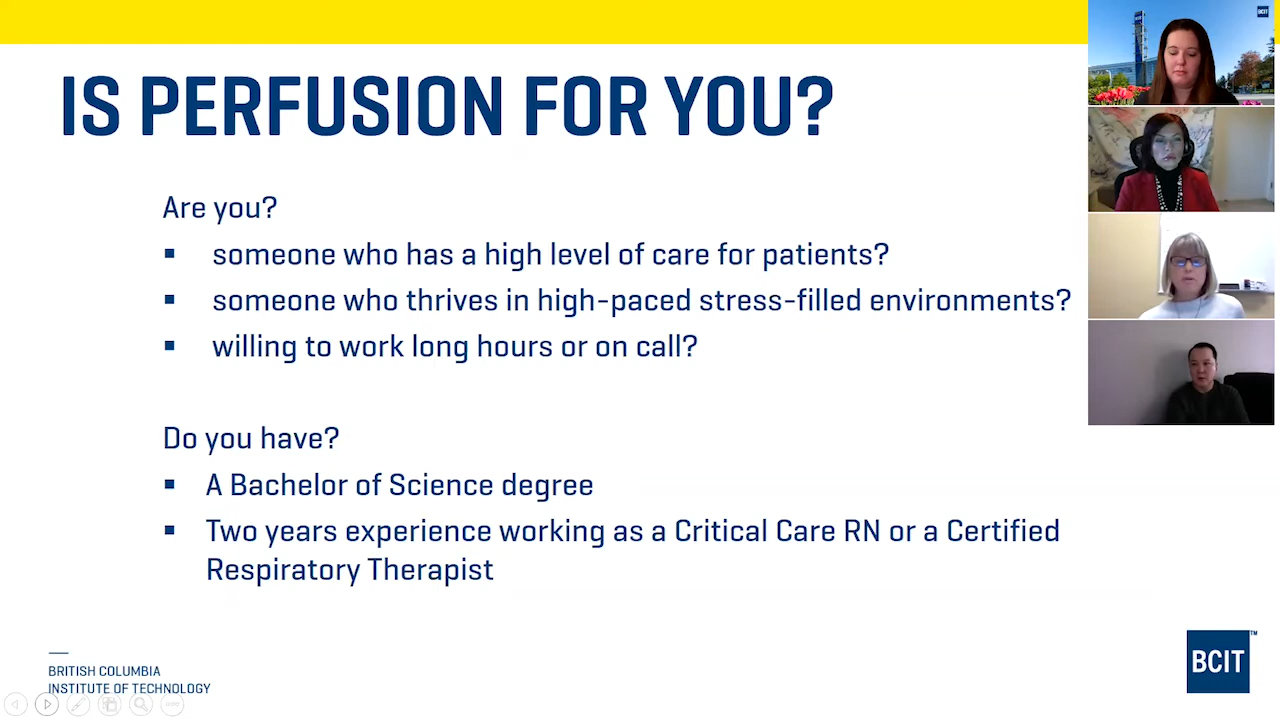 IS PERFUSION FOR YOU?
Are you?
▪ someone who has a high level of care for patients?
▪ someone who thrives in high-paced stress-filled environments?
▪ willing to work long hours or on call?
Do you have?
▪ A Bachelor of Science degree
▪ Two years experience working as a Critical Care RN or a Certified
Respiratory Therapist
BRITISH COLUMBIA
INSTITUTE OF TECHNOLOGY
BCIT™
BCIT